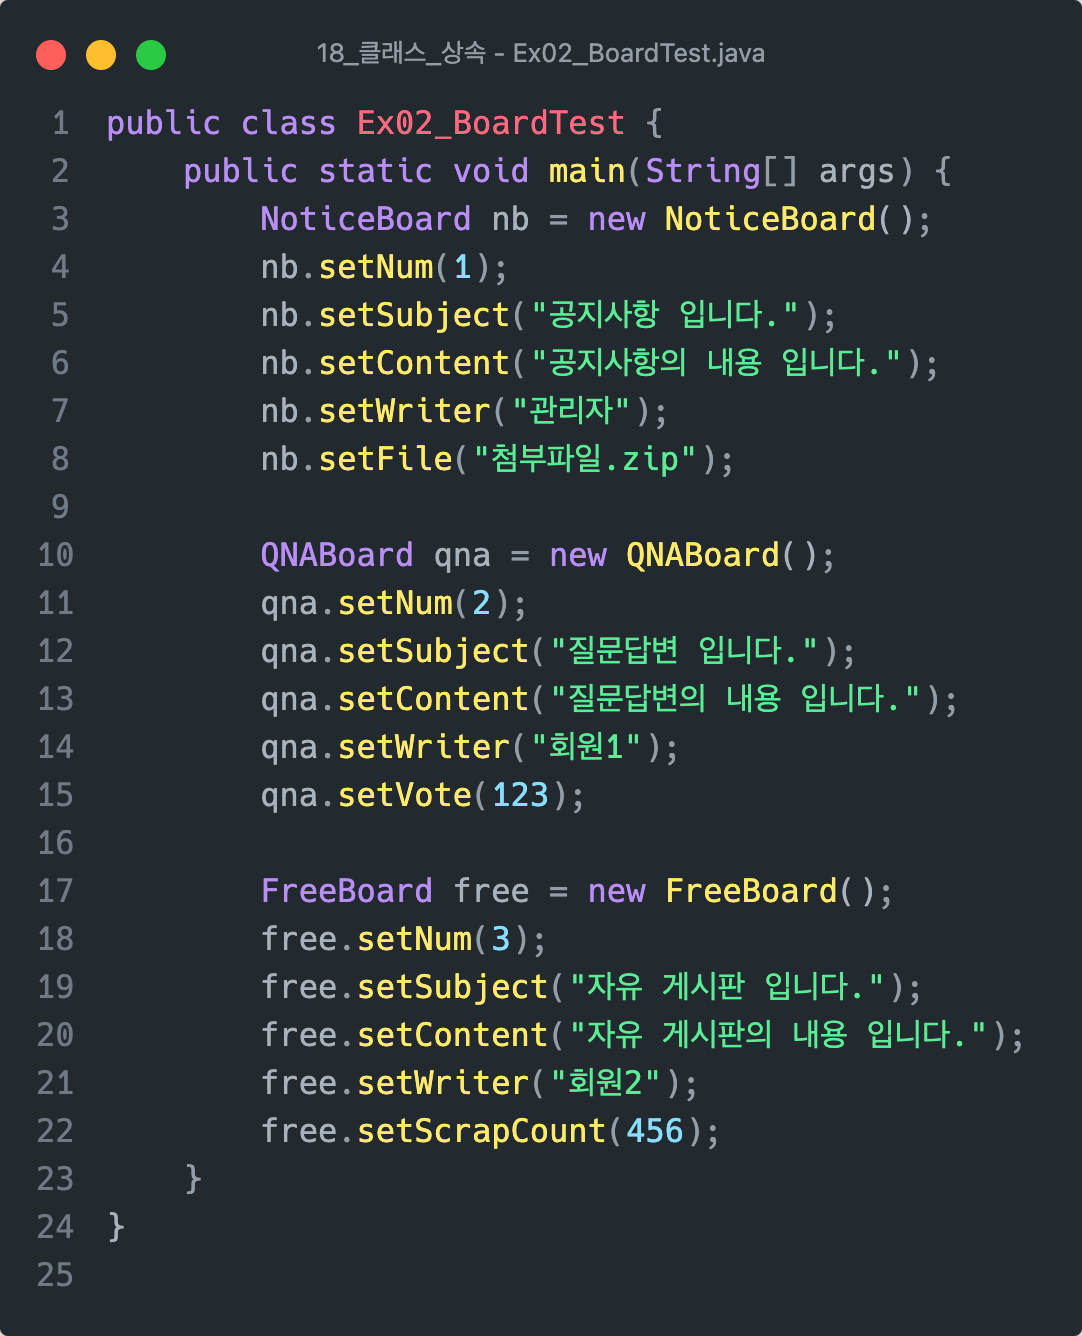 18_클래스_상속 - Ex02_BoardTest.java
1 public class Ex02_BoardTest {
2     public static void main(String[] args) {
3         NoticeBoard nb = new NoticeBoard();
4         nb.setNum(1);
5         nb.setSubject("공지사항 입니다.");
6         nb.setContent("공지사항의 내용 입니다.");
7         nb.setWriter("관리자");
8         nb.setFile("첨부파일.zip");
9
10         QNABoard qna = new QNABoard();
11         qna.setNum(2);
12         qna.setSubject("질문답변 입니다.");
13         qna.setContent("질문답변의 내용 입니다.");
14         qna.setWriter("회원1");
15         qna.setVote(123);
16
17         FreeBoard free = new FreeBoard();
18         free.setNum(3);
19         free.setSubject("자유 게시판 입니다.");
20         free.setContent("자유 게시판의 내용 입니다.");
21         free.setWriter("회원2");
22         free.setScrapCount(456);
23     }
24 }
25